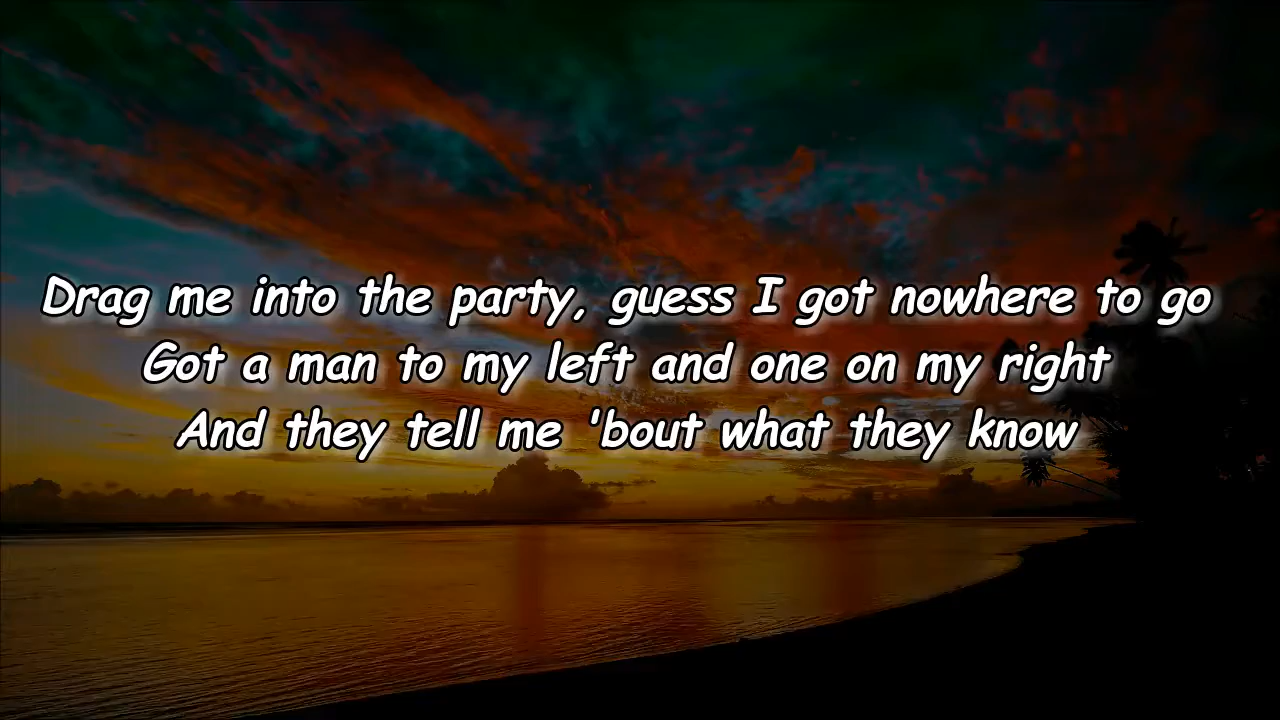 Drag me into the party, guess I got nowhere to go
Got a man to my left and one on my right
And they tell me 'bout what they know